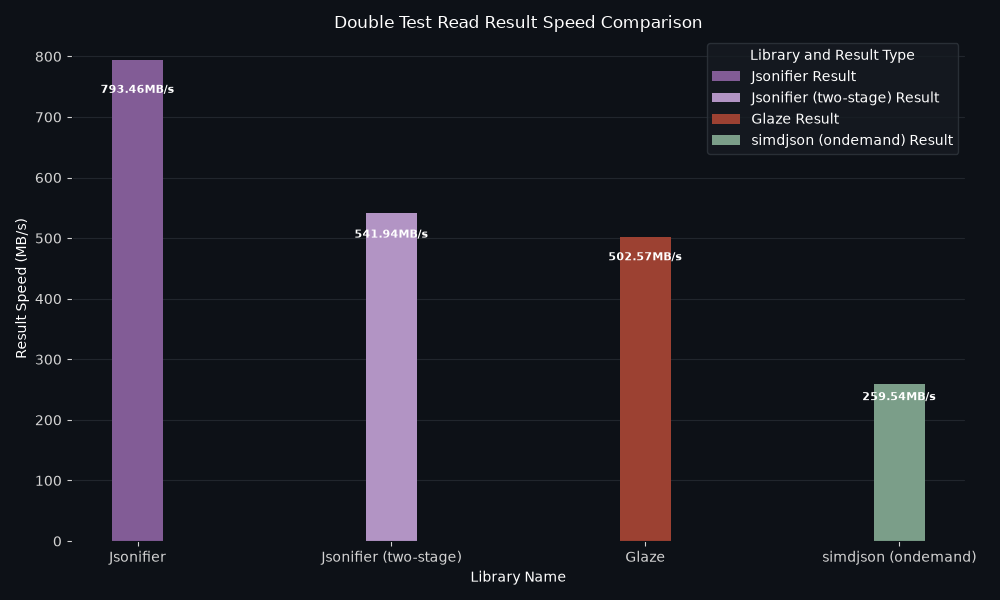 Double Test Read Result Speed Comparison
Library and Result Type
Jsonifier Result
Jsonifier (two-stage) Result
Glaze Result
simdjson (ondemand) Result
Result Speed (MB/s)
800
700
600
500
400
300
200
100
0
793.46MB/s
541.94MB/s
502.57MB/s
259.54MB/s
Jsonifier
Jsonifier (two-stage)
Glaze
simdjson (ondemand)
Library Name